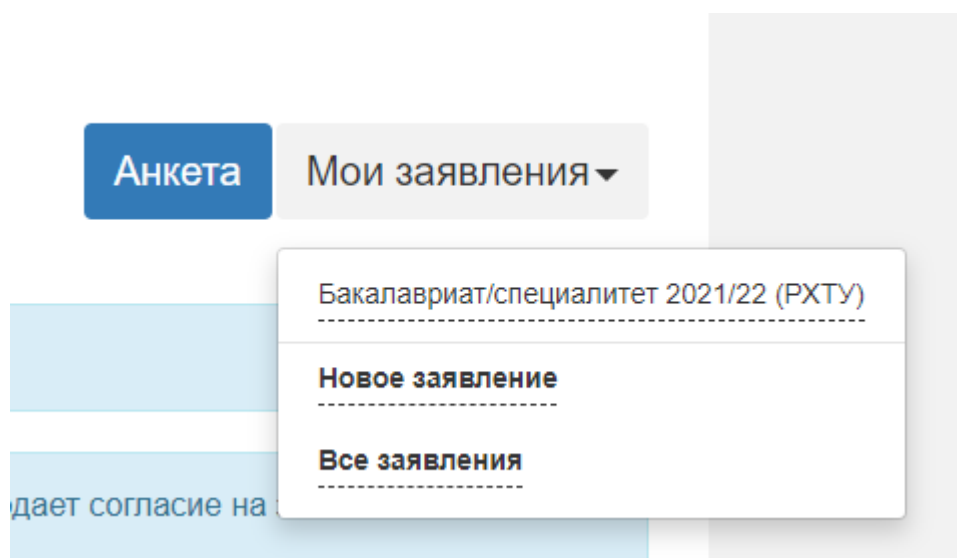 Анкета
Мои заявления
Бакалавриат/специалитет 2021/22 (РХТУ)
Новое заявление
Все заявления
дает согласие на